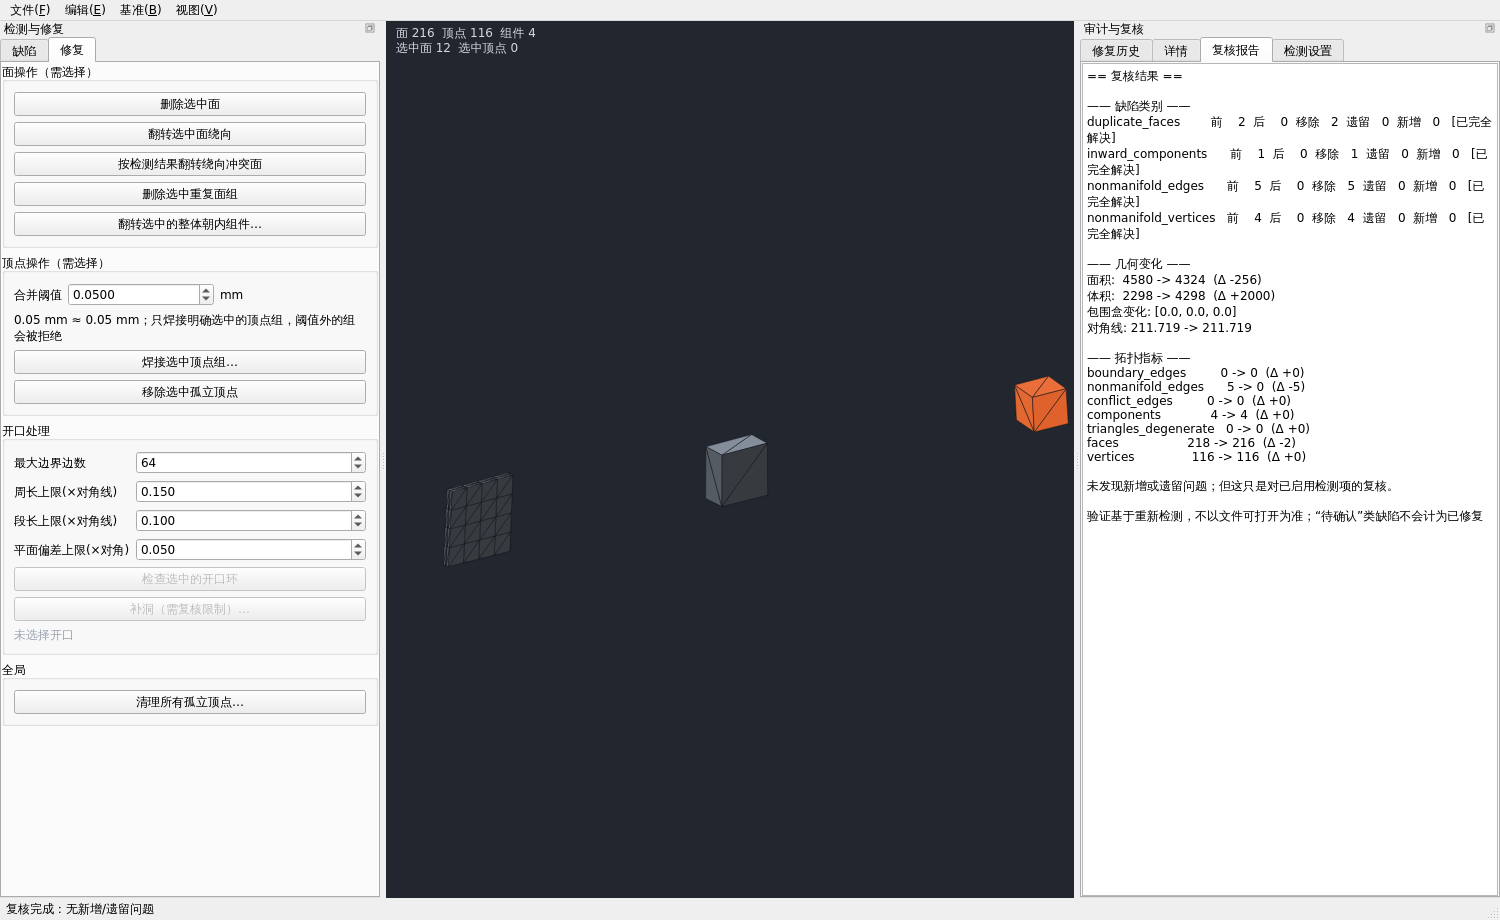 文件(F) 编辑(E) 基准(B) 视图(V)
检测与修复
缺陷 修复
面操作（需选择）
删除选中面
翻转选中面绕向
按检测结果翻转绕向冲突面
删除选中重复面组
翻转选中的整体朝内组件…
顶点操作（需选择）
合并阈值 0.0500 mm
0.05 mm ≈ 0.05 mm；只焊接明确选中的顶点组，阈值外的组
会被拒绝
焊接选中顶点组…
移除选中孤立顶点
开口处理
最大边界边数 64
周长上限(×对角线) 0.150
段长上限(×对角线) 0.100
平面偏差上限(×对角) 0.050
检查选中的开口环
补洞（需复核限制）…
未选择开口
全局
清理所有孤立顶点…
面 216 顶点 116 组件 4
选中面 12 选中顶点 0
审计与复核
修复历史 详情 复核报告 检测设置
== 复核结果 ==
—— 缺陷类别 ——
duplicate_faces 前 2 后 0 移除 2 遗留 0 新增 0 [已完全
解决]
inward_components 前 1 后 0 移除 1 遗留 0 新增 0 [已
完全解决]
nonmanifold_edges 前 5 后 0 移除 5 遗留 0 新增 0 [已
完全解决]
nonmanifold_vertices 前 4 后 0 移除 4 遗留 0 新增 0 [已
完全解决]
—— 几何变化 ——
面积: 4580 -> 4324 (Δ -256)
体积: 2298 -> 4298 (Δ +2000)
包围盒变化: [0.0, 0.0, 0.0]
对角线: 211.719 -> 211.719
—— 拓扑指标 ——
boundary_edges 0 -> 0 (Δ +0)
nonmanifold_edges 5 -> 0 (Δ -5)
conflict_edges 0 -> 0 (Δ +0)
components 4 -> 4 (Δ +0)
triangles_degenerate 0 -> 0 (Δ +0)
faces 218 -> 216 (Δ -2)
vertices 116 -> 116 (Δ +0)
未发现新增或遗留问题；但这只是对已启用检测项的复核。
验证基于重新检测，不以文件可打开为准；“待确认”类缺陷不会计为已修复
复核完成：无新增/遗留问题